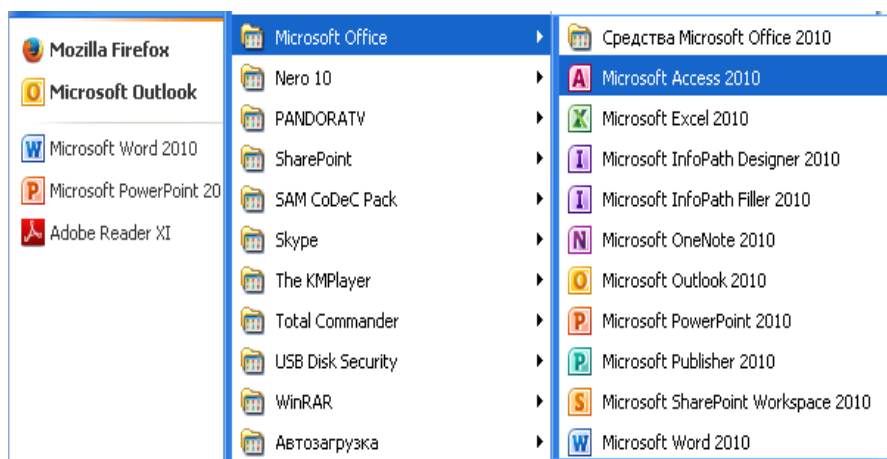 Mozilla Firefox
Microsoft Outlook
Microsoft Word 2010
Microsoft PowerPoint 20
Adobe Reader XI
Microsoft Office
Nero 10
PANDORATV
SharePoint
SAM CoDeC Pack
Skype
The KMPlayer
Total Commander
USB Disk Security
WinRAR
Автозагрузка
Средства Microsoft Office 2010
Microsoft Access 2010
Microsoft Excel 2010
Microsoft InfoPath Designer 2010
Microsoft InfoPath Filler 2010
Microsoft OneNote 2010
Microsoft Outlook 2010
Microsoft PowerPoint 2010
Microsoft Publisher 2010
Microsoft SharePoint Workspace 2010
Microsoft Word 2010